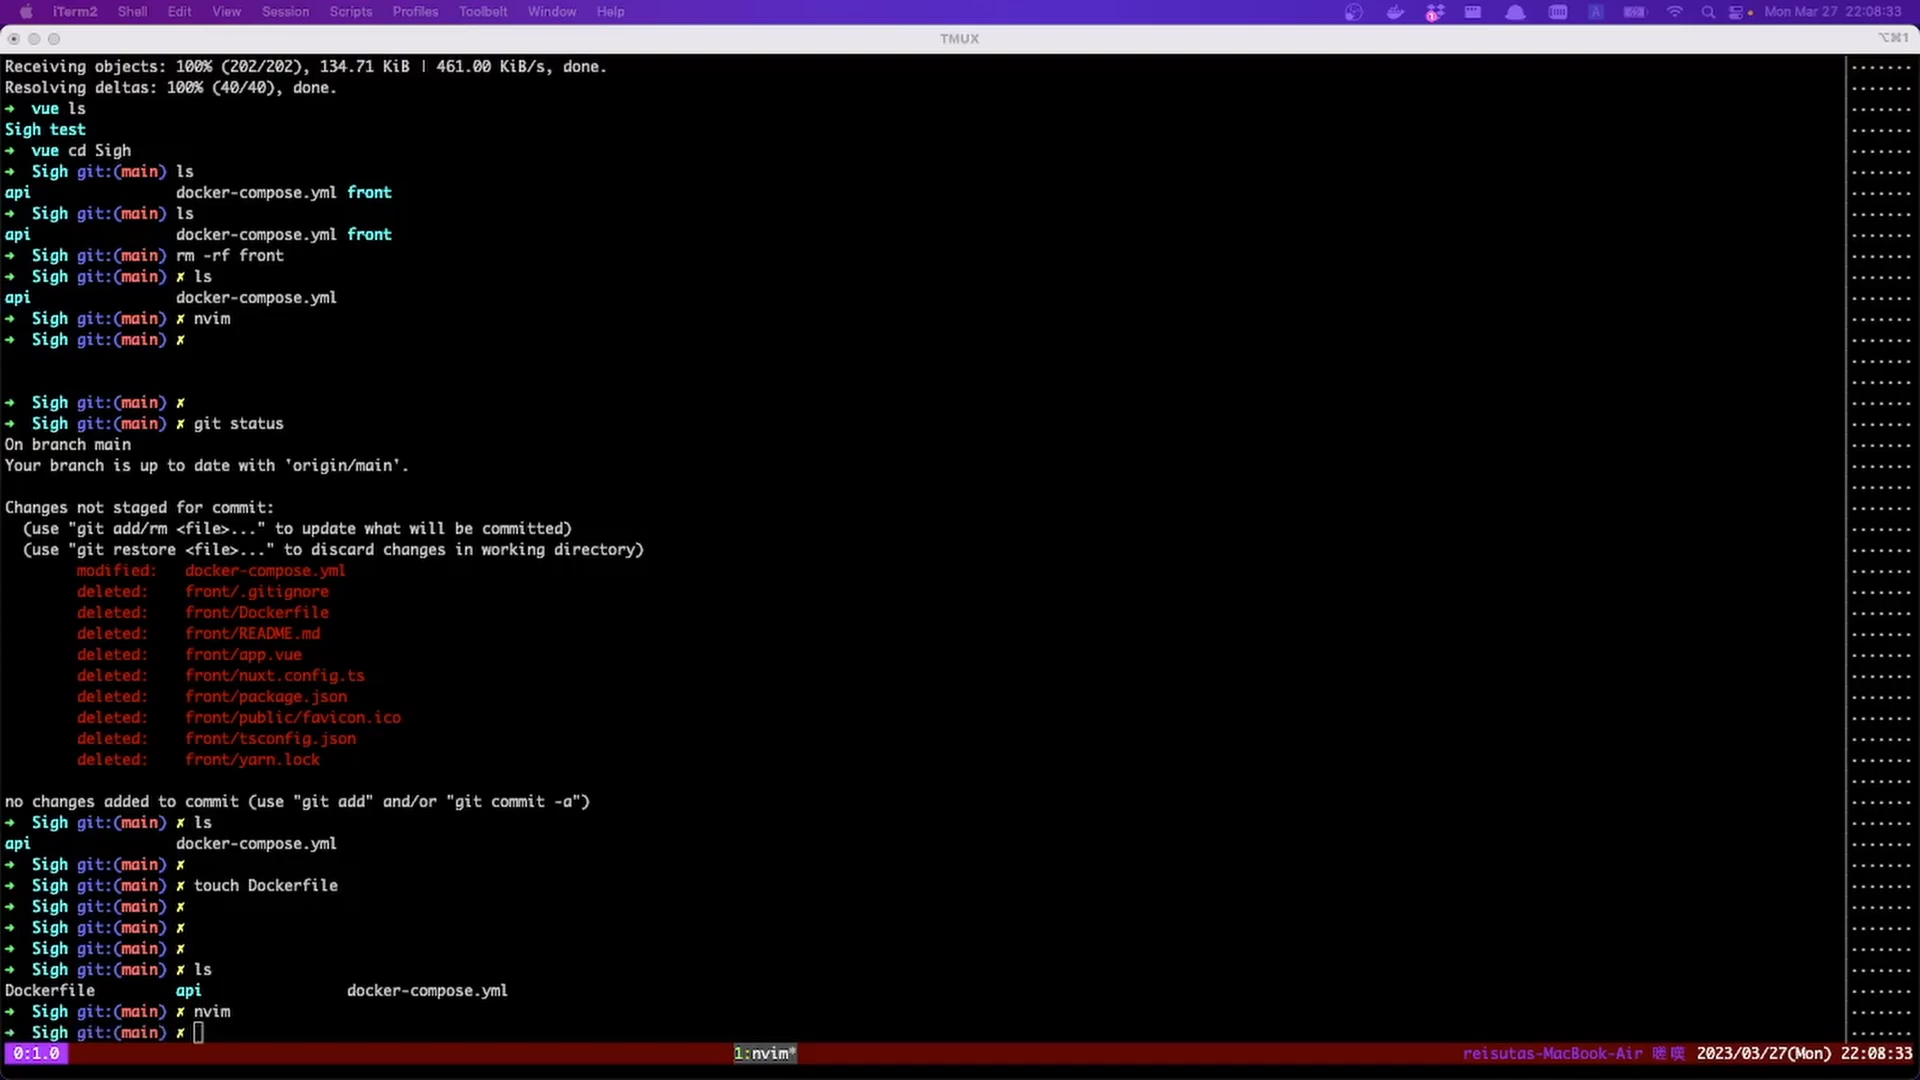 iTerm2 Shell Edit View Session Scripts Profiles Toolbelt Window Help A Mon Mar 27 22:08:33
TMUX ⌥⌘1
Receiving objects: 100% (202/202), 134.71 KiB | 461.00 KiB/s, done.
Resolving deltas: 100% (40/40), done.
→ vue ls
Sigh test
→ vue cd Sigh
→ Sigh git:(main) ls
api docker-compose.yml front
→ Sigh git:(main) ls
api docker-compose.yml front
→ Sigh git:(main) rm -rf front
→ Sigh git:(main) ✗ ls
api docker-compose.yml
→ Sigh git:(main) ✗ nvim
→ Sigh git:(main) ✗
→ Sigh git:(main) ✗
→ Sigh git:(main) ✗ git status
On branch main
Your branch is up to date with 'origin/main'.
Changes not staged for commit:
(use "git add/rm <file>..." to update what will be committed)
(use "git restore <file>..." to discard changes in working directory)
modified: docker-compose.yml
deleted: front/.gitignore
deleted: front/Dockerfile
deleted: front/README.md
deleted: front/app.vue
deleted: front/nuxt.config.ts
deleted: front/package.json
deleted: front/public/favicon.ico
deleted: front/tsconfig.json
deleted: front/yarn.lock
no changes added to commit (use "git add" and/or "git commit -a")
→ Sigh git:(main) ✗ ls
api docker-compose.yml
→ Sigh git:(main) ✗
→ Sigh git:(main) ✗ touch Dockerfile
→ Sigh git:(main) ✗
→ Sigh git:(main) ✗
→ Sigh git:(main) ✗
→ Sigh git:(main) ✗ ls
Dockerfile api docker-compose.yml
→ Sigh git:(main) ✗ nvim
→ Sigh git:(main) ✗
0:1.0 1:nvim* reisutas-MacBook-Air 2023/03/27(Mon) 22:08:33